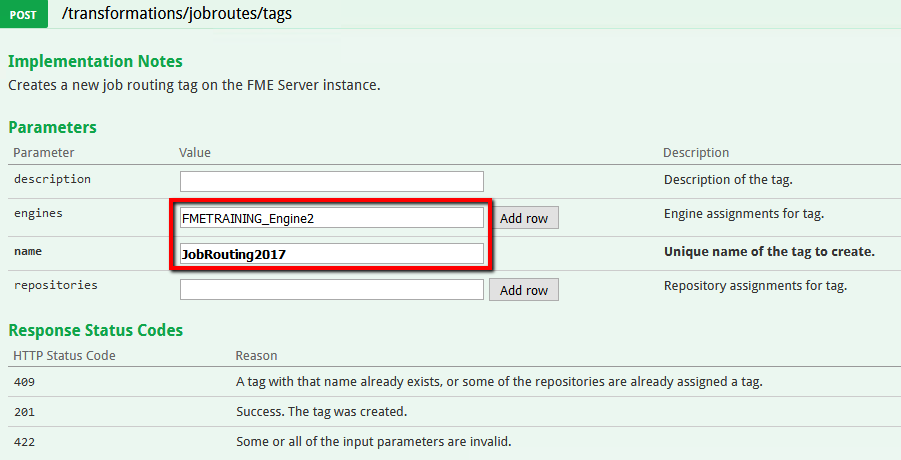 POST /transformations/jobroutes/tags
Implementation Notes
Creates a new job routing tag on the FME Server instance.
Parameters
Parameter Value Description
description Description of the tag.
engines FMETRAINING_Engine2 Add row Engine assignments for tag.
name JobRouting2017 Unique name of the tag to create.
repositories Add row Repository assignments for tag.
Response Status Codes
HTTP Status Code Reason
409 A tag with that name already exists, or some of the repositories are already assigned a tag.
201 Success. The tag was created.
422 Some or all of the input parameters are invalid.